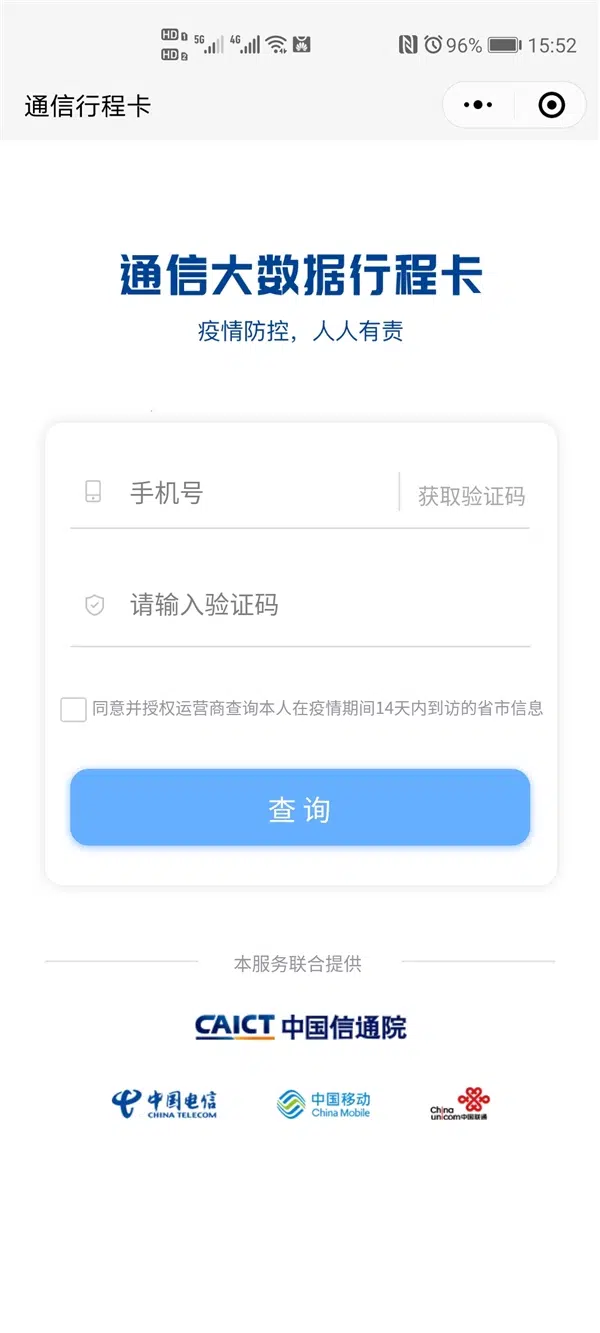 HD1 5G 4G 96% 15:52
HD2
通信行程卡
通信大数据行程卡
疫情防控，人人有责
手机号 获取验证码
请输入验证码
同意并授权运营商查询本人在疫情期间14天内到访的省市信息
查询
本服务联合提供
CAICT 中国信通院
中国电信 中国移动 China
CHINA TELECOM China Mobile unicom中国联通